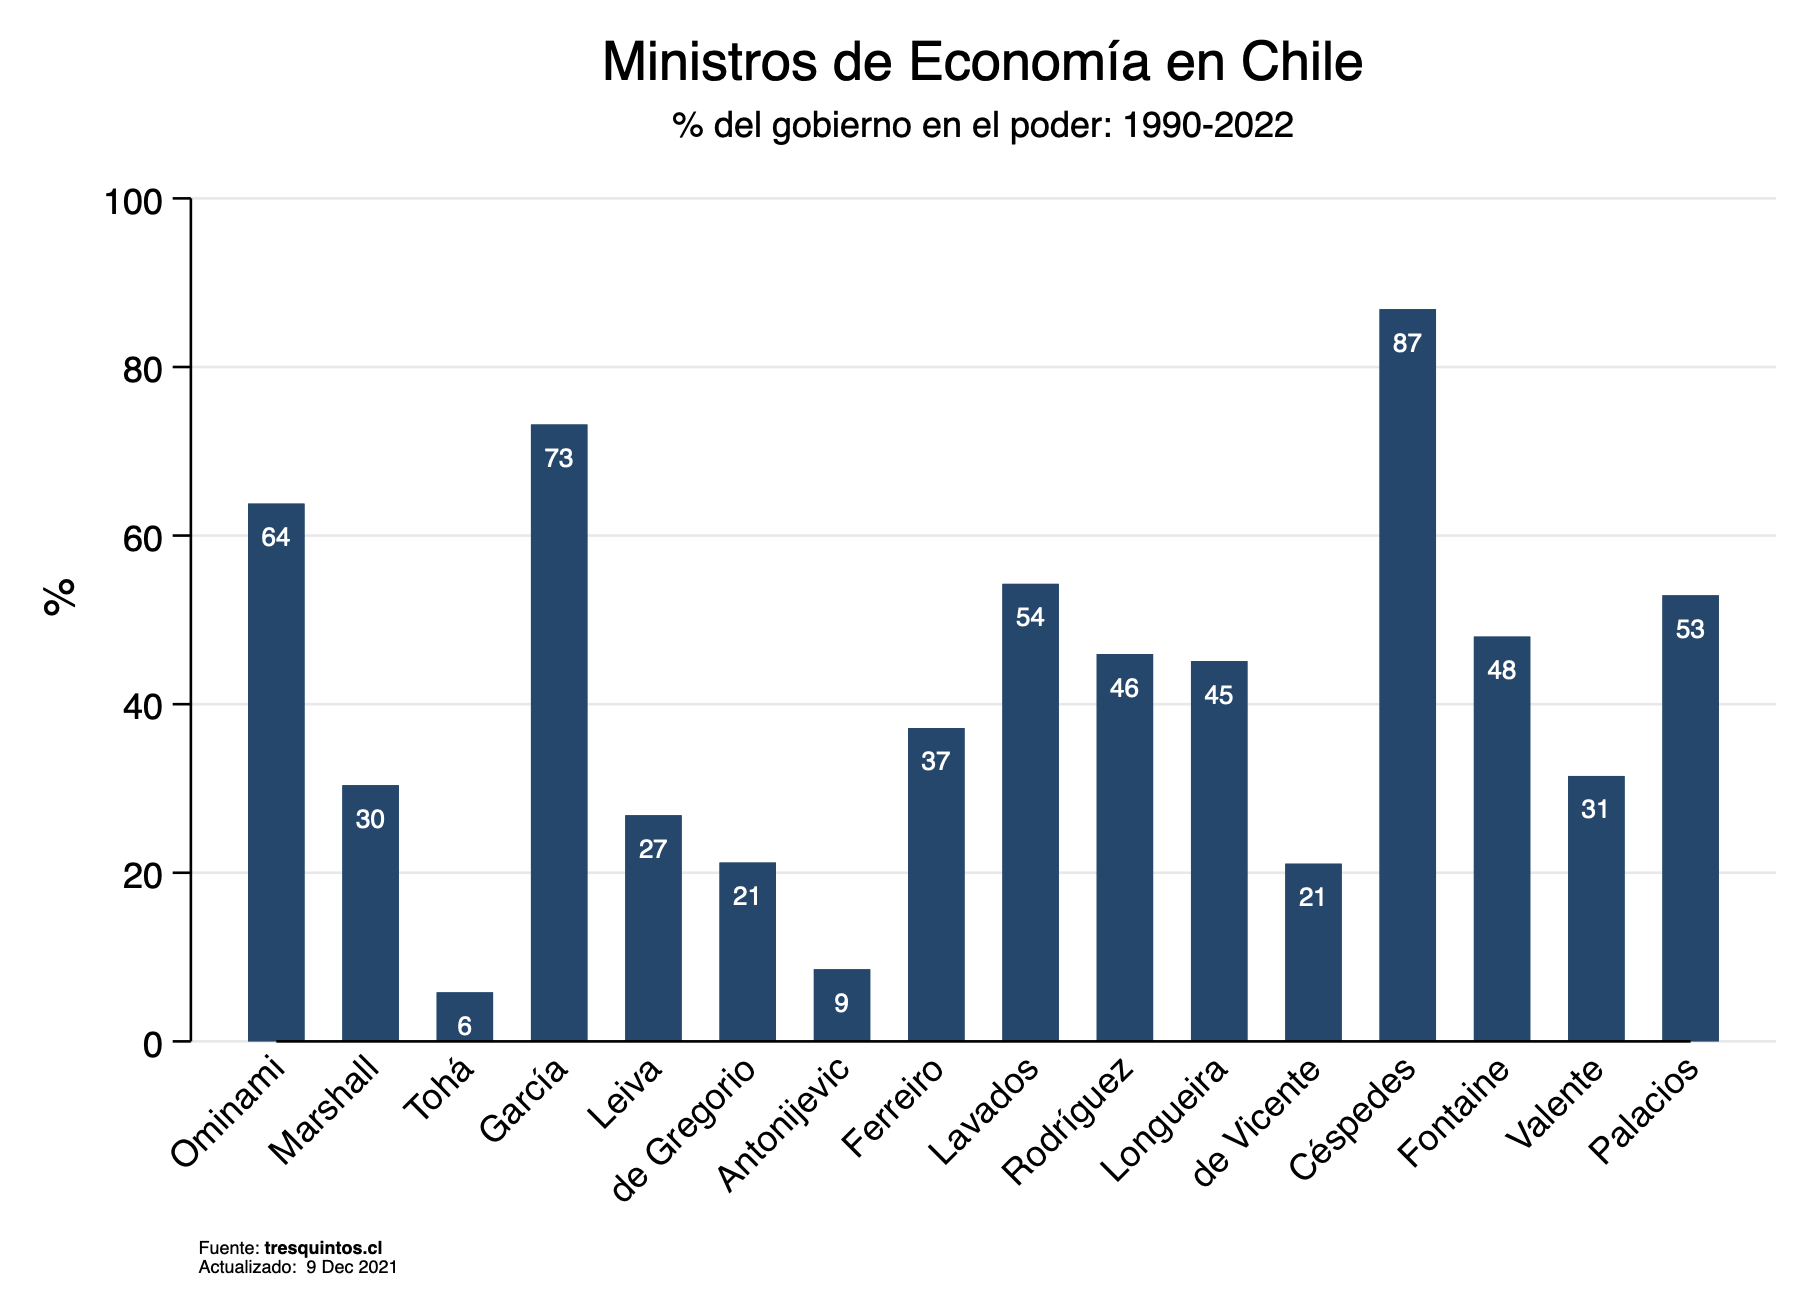 Ministros de Economía en Chile
% del gobierno en el poder: 1990-2022
%
100
80
60
40
20
0
64
30
6
73
27
21
9
37
54
46
45
21
87
48
31
53
Ominami
Marshall
Tohá
García
Leiva
de Gregorio
Antonijevic
Ferreiro
Lavados
Rodríguez
Longueira
de Vicente
Céspedes
Fontaine
Valente
Palacios
Fuente: tresquintos.cl
Actualizado: 9 Dec 2021